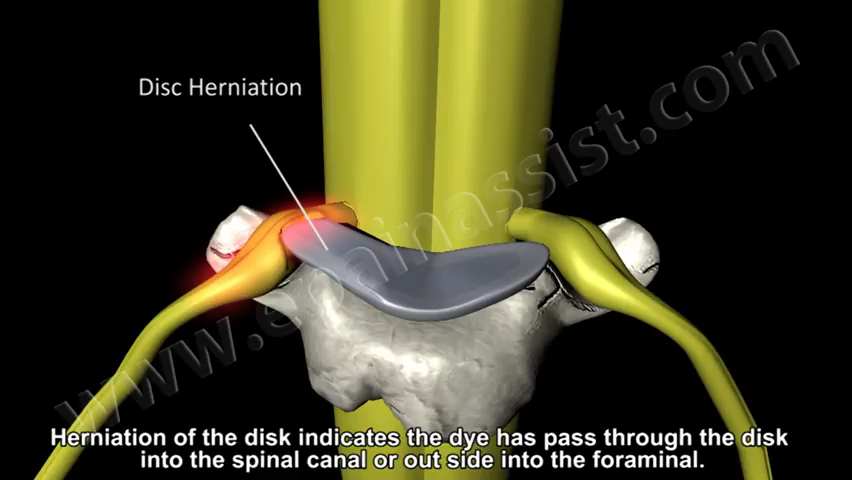 Disc Herniation
www.epainassist.com
Herniation of the disk indicates the dye has pass through the disk
into the spinal canal or out side into the foraminal.